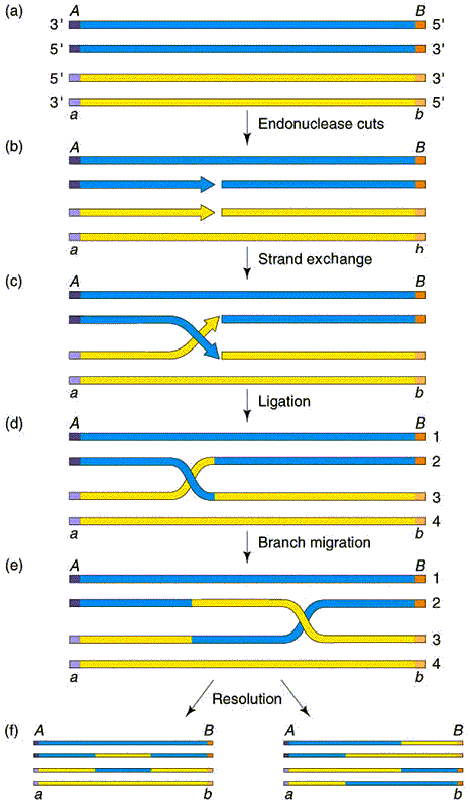 (a) A B
3' 5'
5' 3'
5' 3'
3' 5'
a b
Endonuclease cuts
(b) A B
a b
Strand exchange
(c) A B
a b
Ligation
(d) A B
1
2
3
4
a b
Branch migration
(e) A B
1
2
3
4
a b
Resolution
(f) A B A B
a b a b